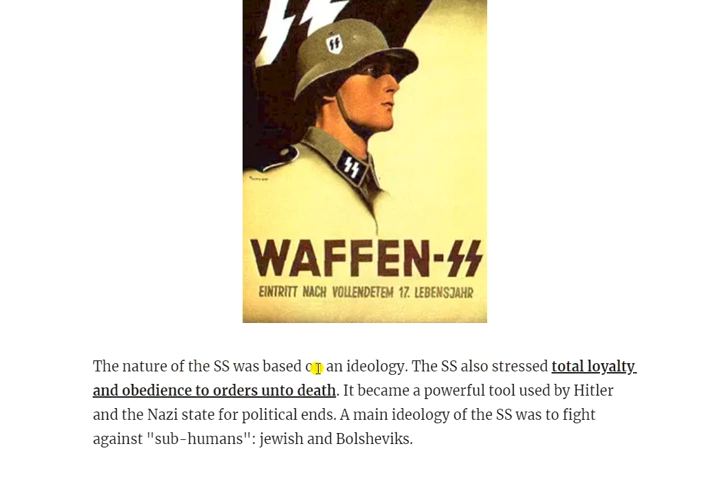 WAFFEN-SS
EINTRITT NACH VOLLENDETEM 17. LEBENSJAHR
The nature of the SS was based on an ideology. The SS also stressed total loyalty
and obedience to orders unto death. It became a powerful tool used by Hitler
and the Nazi state for political ends. A main ideology of the SS was to fight
against "sub-humans": jewish and Bolsheviks.